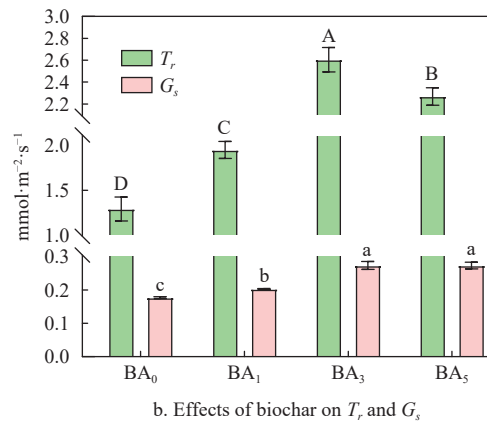 3.0
2.8
2.6
2.4
2.2
2.0
1.5
1.0
0.3
0.2
0.1
0.0
mmol·m⁻²·s⁻¹
T_r
G_s
D
C
A
B
c
b
a
a
BA₀ BA₁ BA₃ BA₅
b. Effects of biochar on T_r and G_s